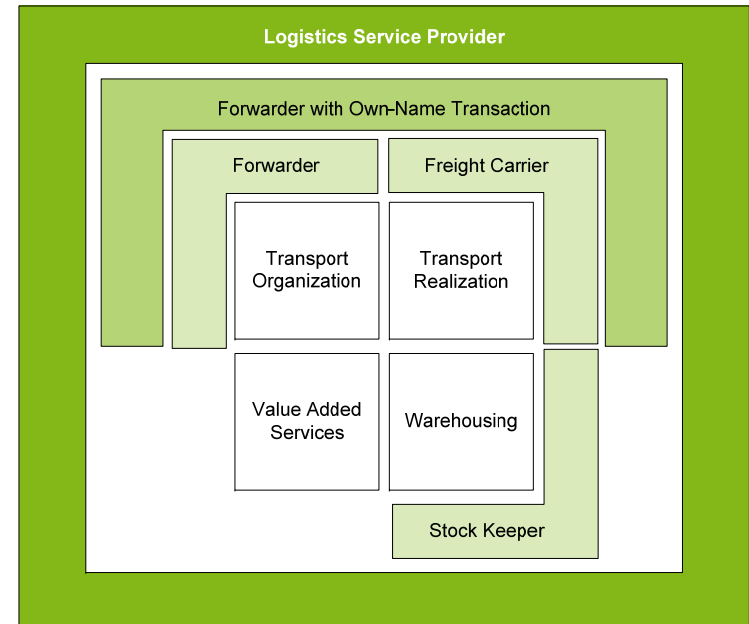 Logistics Service Provider
Forwarder with Own-Name Transaction
Forwarder
Freight Carrier
Transport
Organization
Transport
Realization
Value Added
Services
Warehousing
Stock Keeper